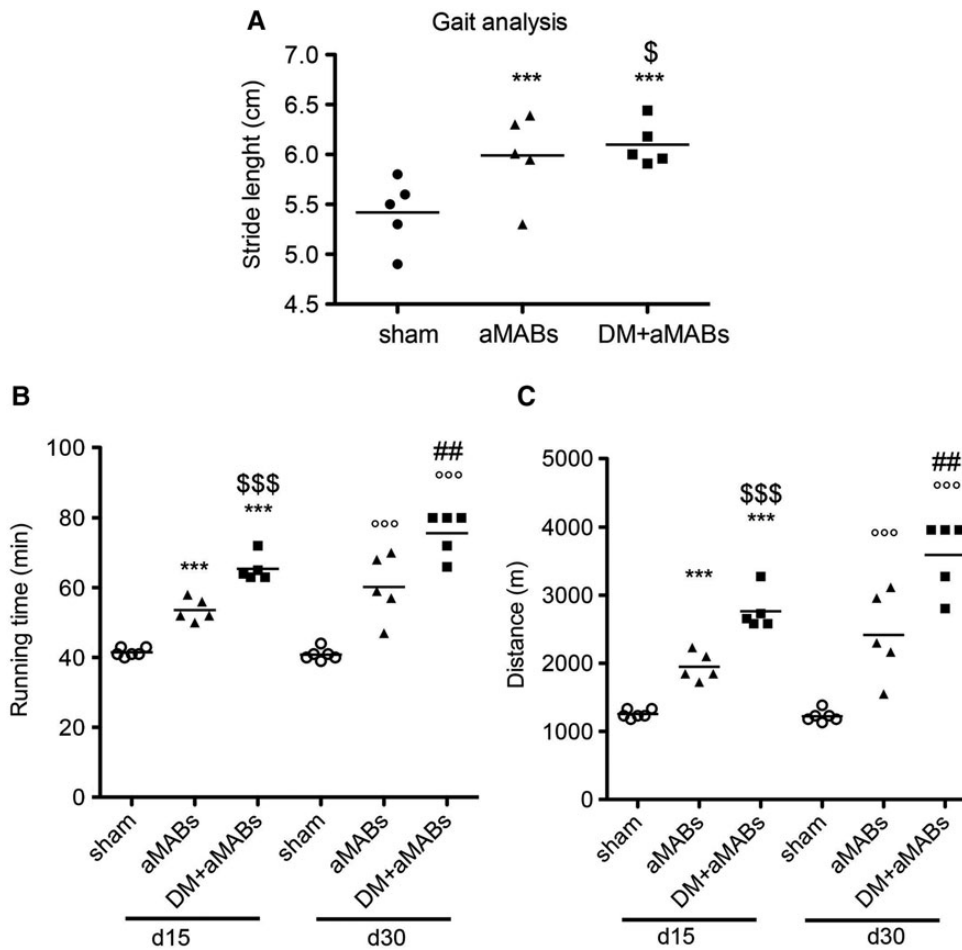 A
Gait analysis
Stride lenght (cm)
7.0
6.5
6.0
5.5
5.0
4.5
***
$
***
sham
aMABs
DM+aMABs
B
Running time (min)
100
80
60
40
20
0
***
$$$
***
°°°
##
°°°
sham
aMABs
DM+aMABs
sham
aMABs
DM+aMABs
d15
d30
C
Distance (m)
5000
4000
3000
2000
1000
0
***
$$$
***
°°°
##
°°°
sham
aMABs
DM+aMABs
sham
aMABs
DM+aMABs
d15
d30